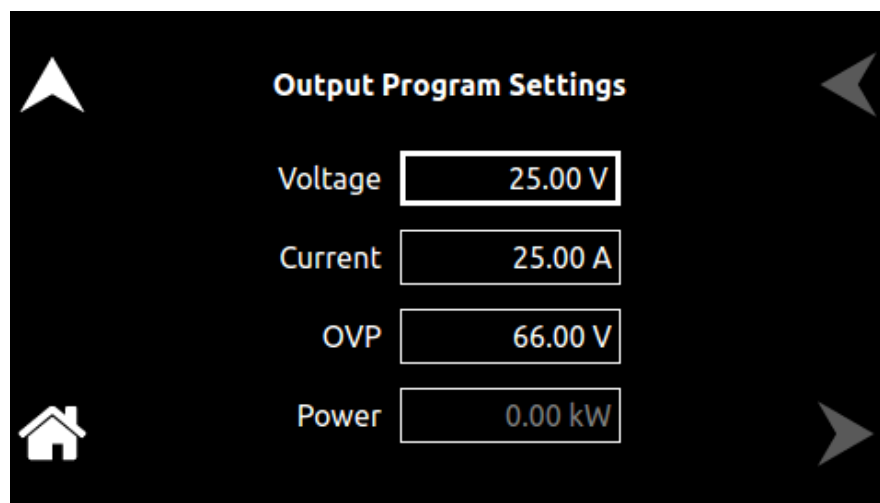 Output Program Settings
Voltage 25.00 V
Current 25.00 A
OVP 66.00 V
Power 0.00 kW